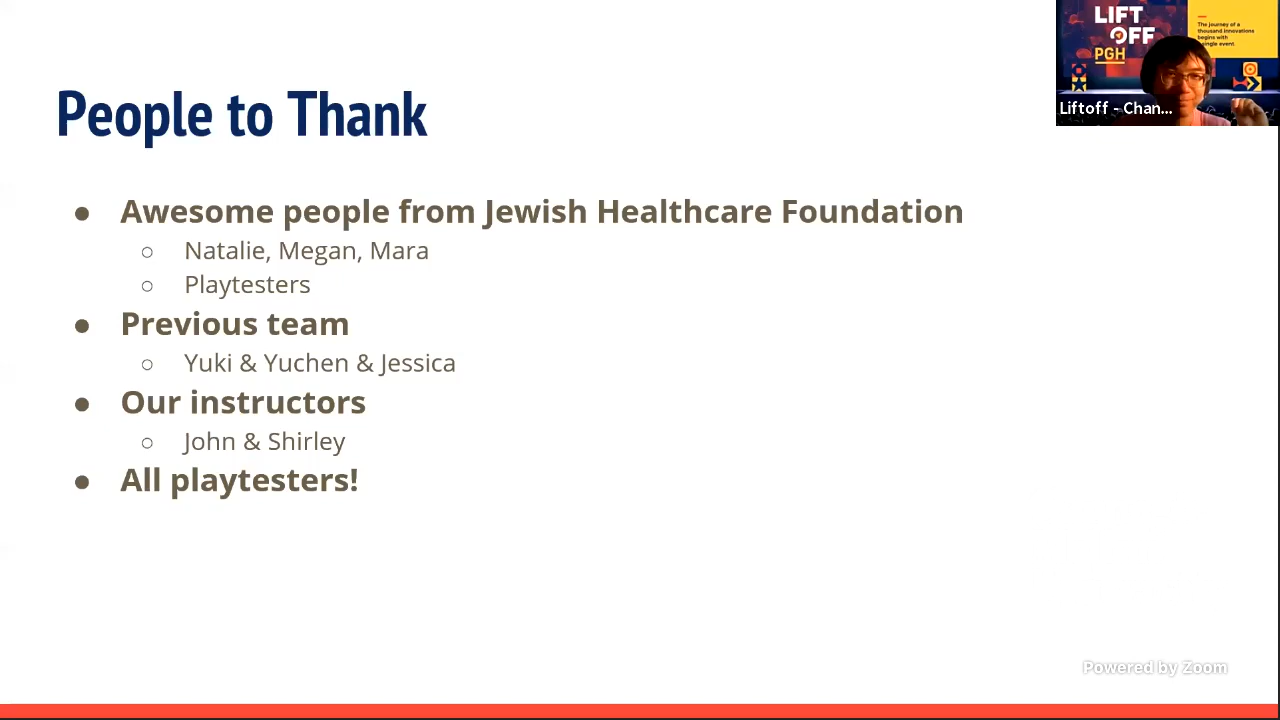 People to Thank
● Awesome people from Jewish Healthcare Foundation
○ Natalie, Megan, Mara
○ Playtesters
● Previous team
○ Yuki & Yuchen & Jessica
● Our instructors
○ John & Shirley
● All playtesters!
LIFT
OFF
PGH
The journey of a
thousand innovations
begins with
single event.
Liftoff - Chan...
Powered by Zoom